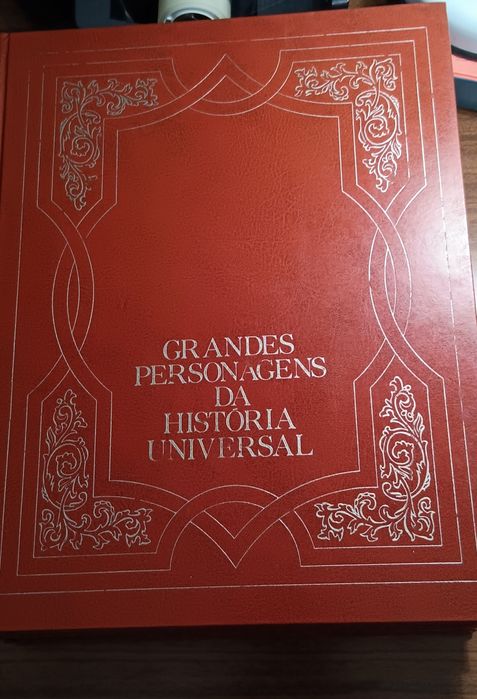 GRANDES
PERSONAGENS
DA
HISTÓRIA
UNIVERSAL